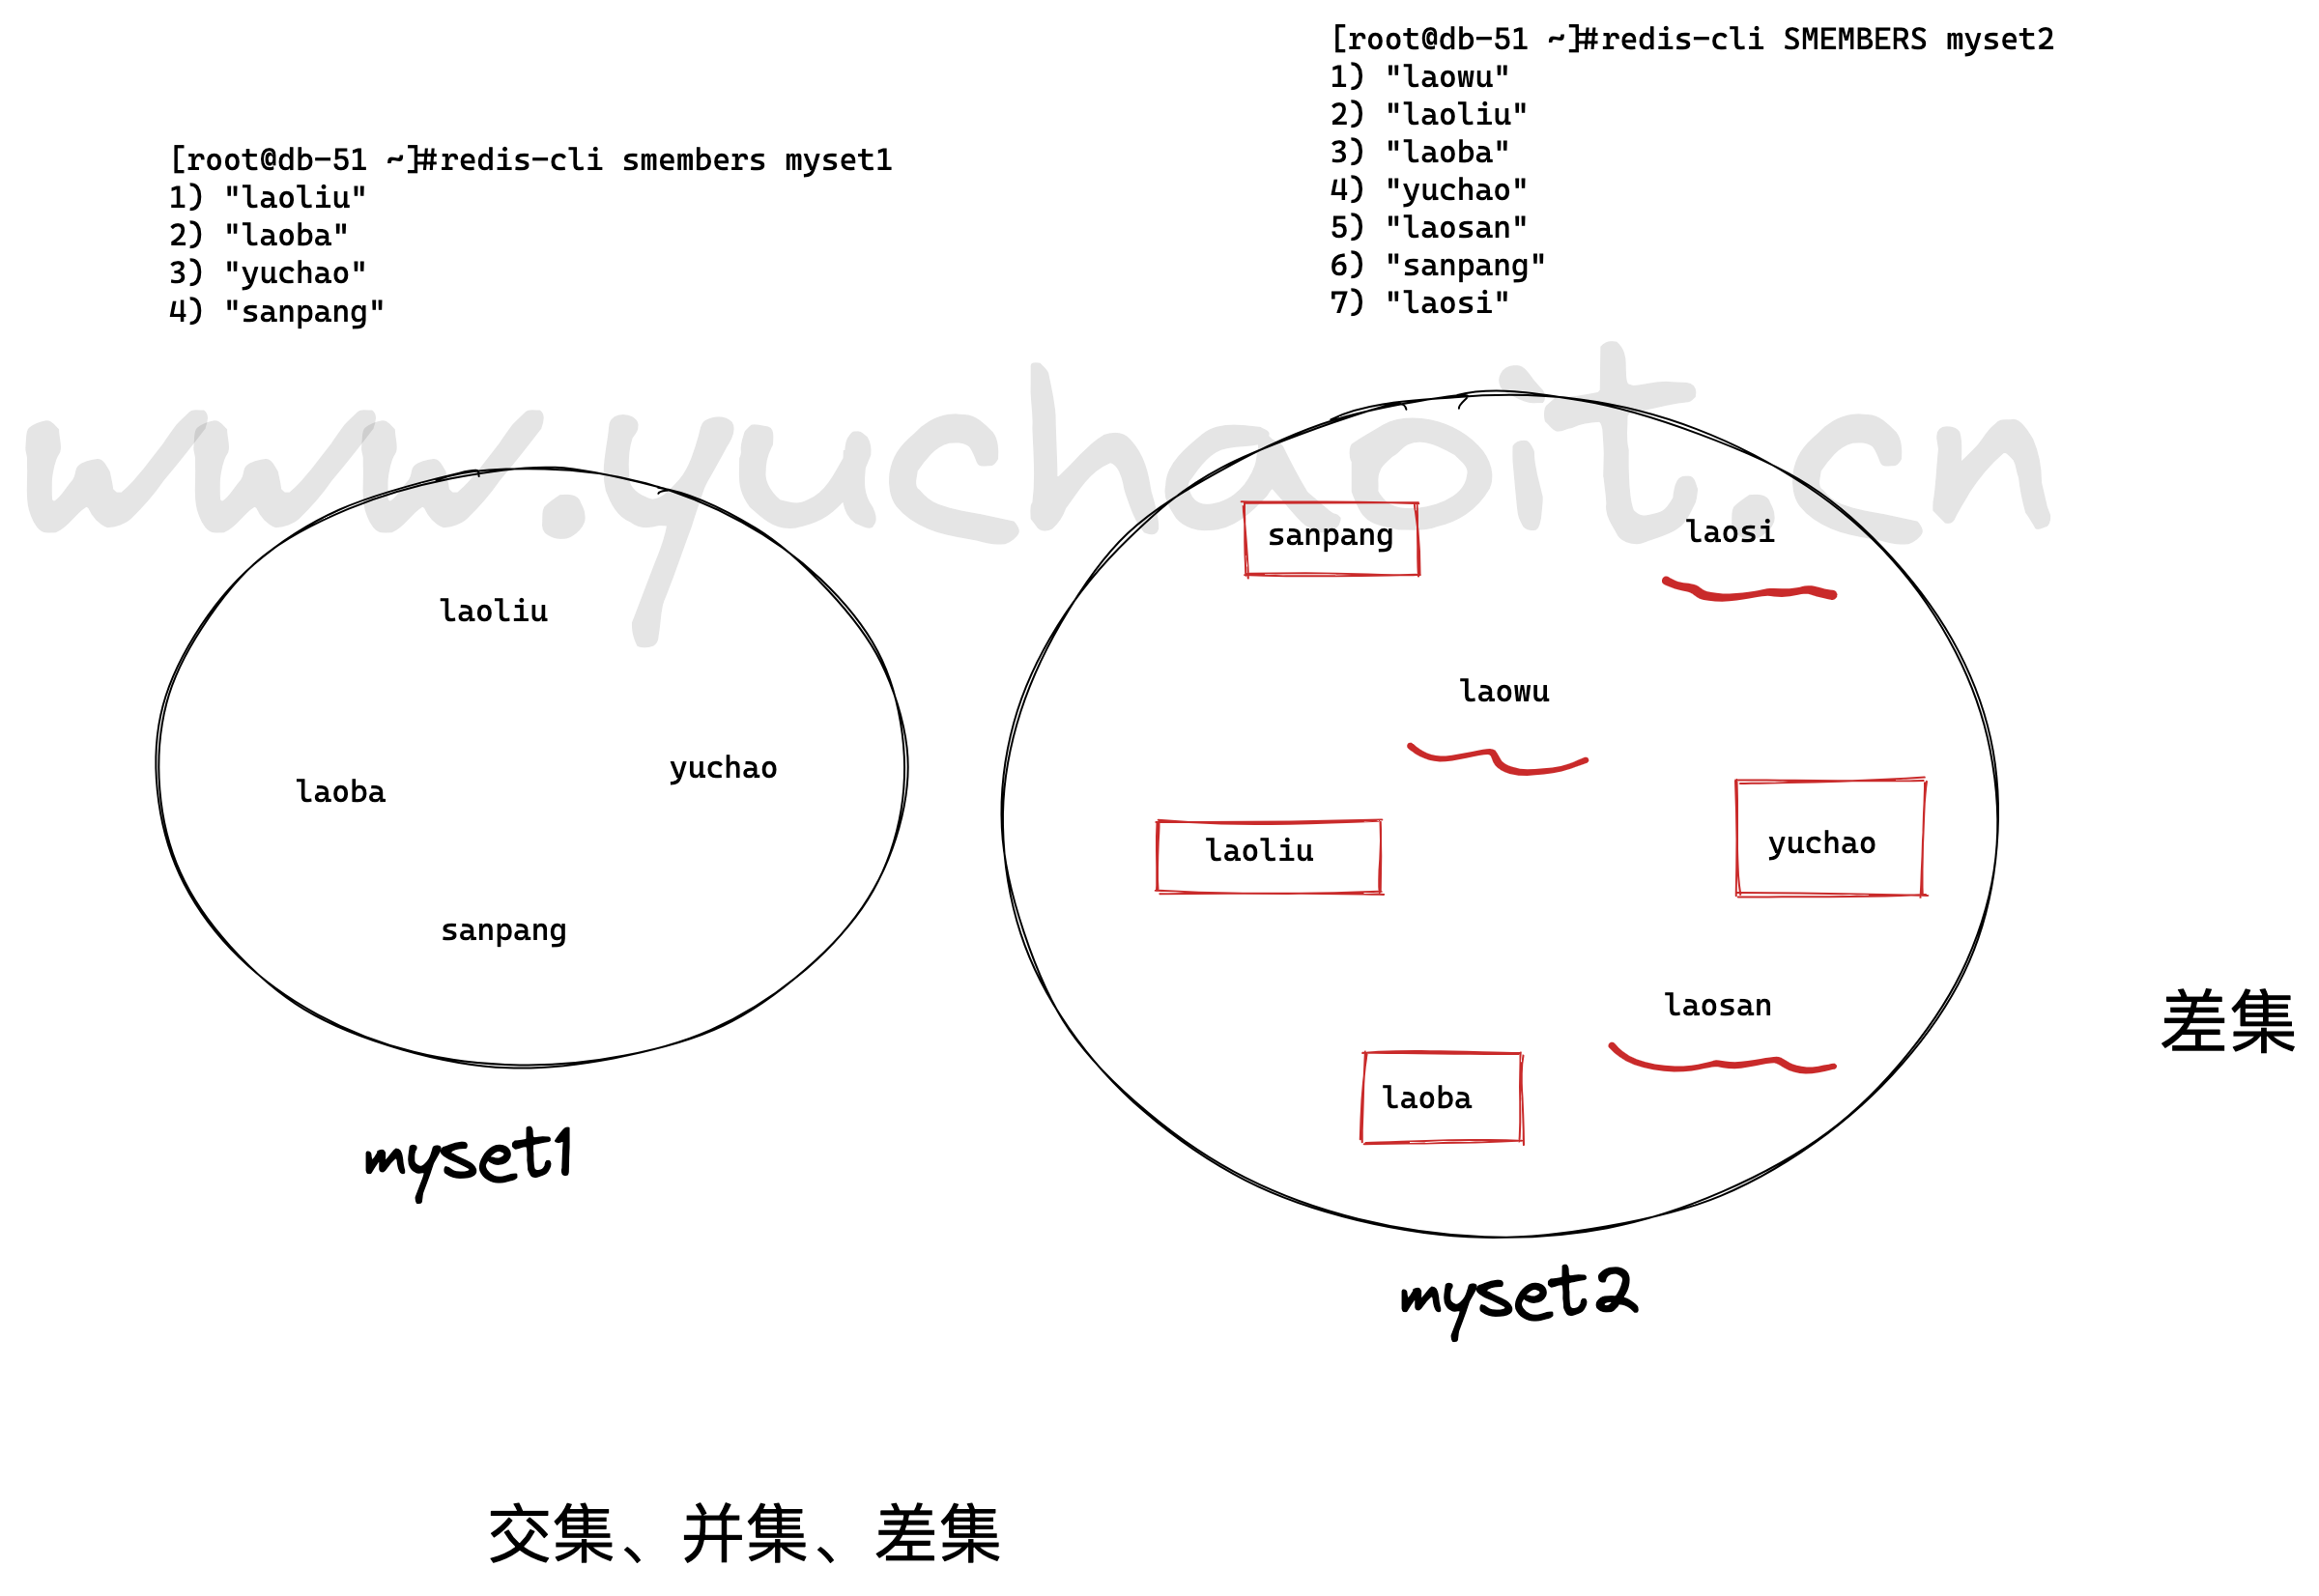 [root@db-51 ~]#redis-cli smembers myset1
1) "laoliu"
2) "laoba"
3) "yuchao"
4) "sanpang"
[root@db-51 ~]#redis-cli SMEMBERS myset2
1) "laowu"
2) "laoliu"
3) "laoba"
4) "yuchao"
5) "laosan"
6) "sanpang"
7) "laosi"
www.yuchaoit.cn
laoliu
laoba
yuchao
sanpang
myset1
sanpang
laosi
laowu
laoliu
yuchao
laosan
laoba
myset2
差集
交集、并集、差集